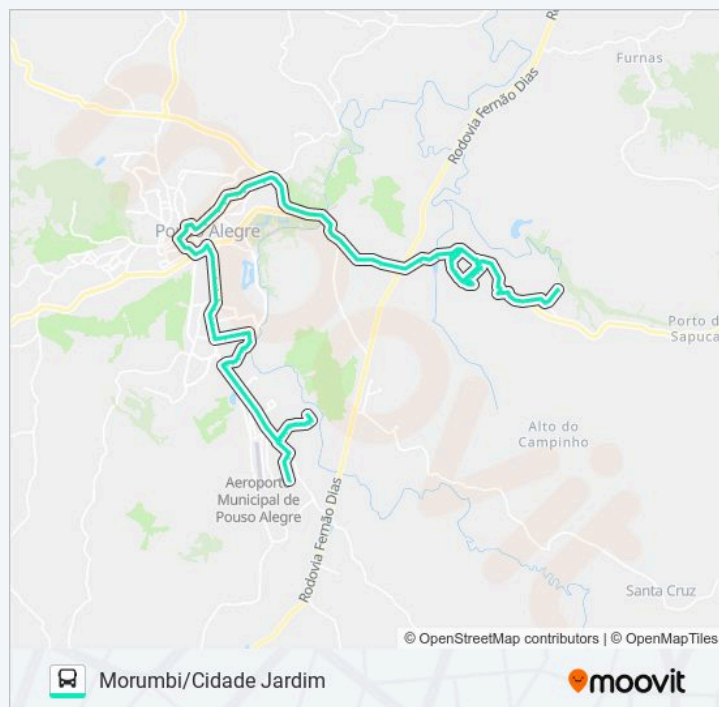 Ro
Furnas
Rodovia Fernão Dias
Pouso Alegre
Porto d
Sapuca
Alto do
Campinho
Aeroporto
Municipal de
Pouso Alegre
Rodovia Fernão Dias
Santa Cruz
© OpenStreetMap contributors | © OpenMapTiles
Morumbi/Cidade Jardim
moovit